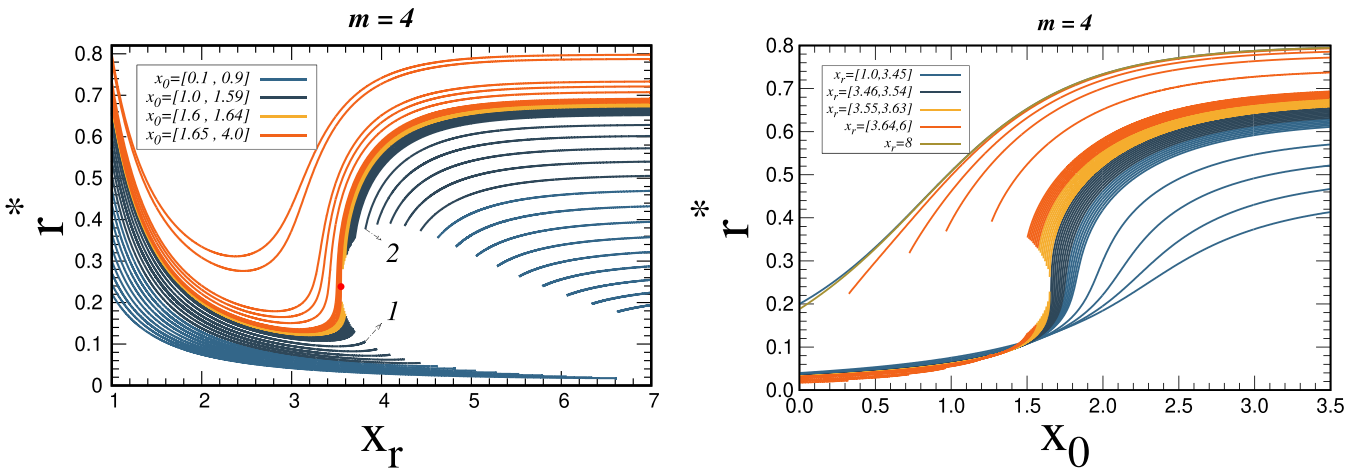 m = 4
0.8
0.7
0.6
0.5
0.4
0.3
0.2
0.1
0
r*
x0=[0.1 , 0.9]
x0=[1.0 , 1.59]
x0=[1.6 , 1.64]
x0=[1.65 , 4.0]
2
1
1 2 3 4 5 6 7
xr
m = 4
0.8
0.7
0.6
0.5
0.4
0.3
0.2
0.1
0.0
r*
xr=[1.0,3.45]
xr=[3.46,3.54]
xr=[3.55,3.63]
xr=[3.64,6]
xr=8
0.0 0.5 1.0 1.5 2.0 2.5 3.0 3.5
x0